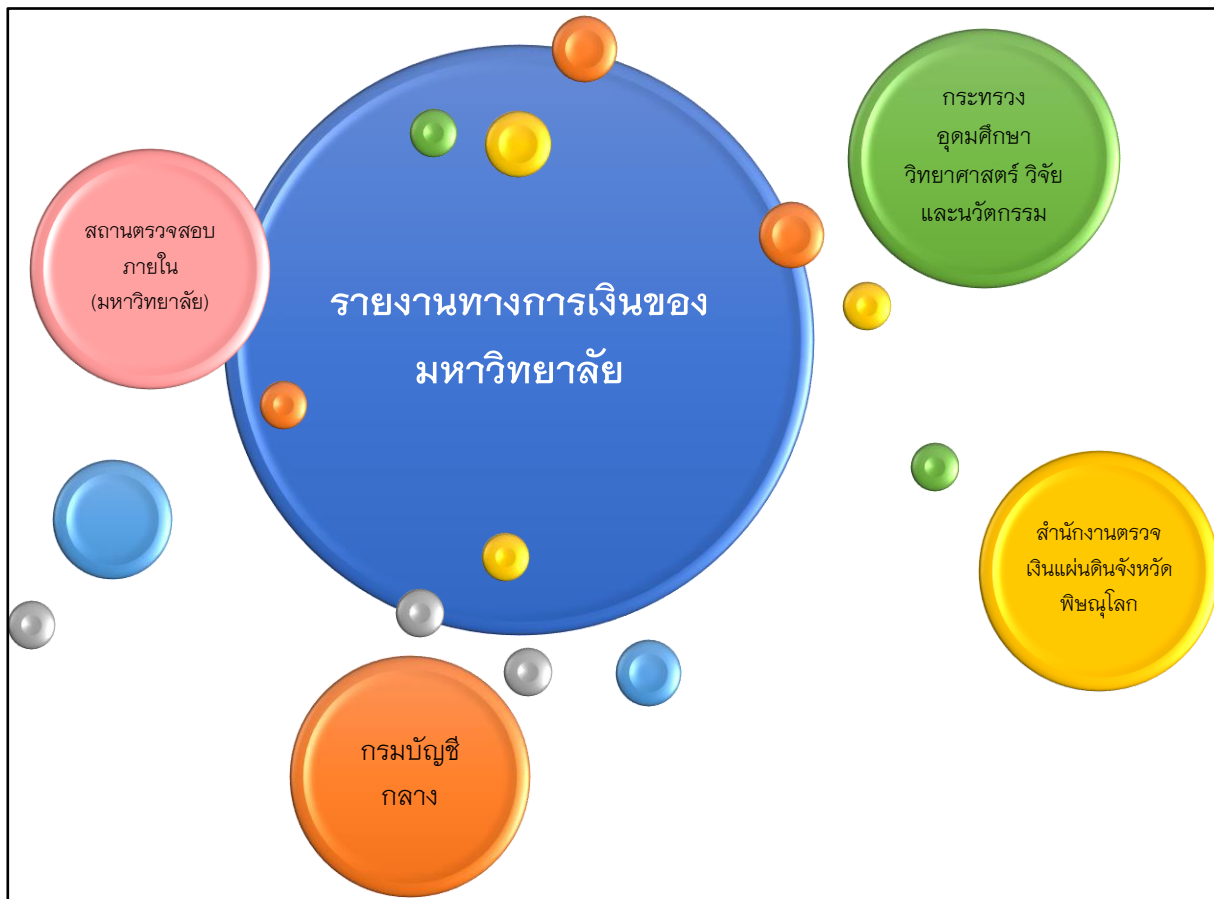 กระทรวง
อุดมศึกษา
วิทยาศาสตร์ วิจัย
และนวัตกรรม
สถานตรวจสอบ
ภายใน
(มหาวิทยาลัย)
รายงานทางการเงินของ
มหาวิทยาลัย
สำนักงานตรวจ
เงินแผ่นดินจังหวัด
พิษณุโลก
กรมบัญชี
กลาง